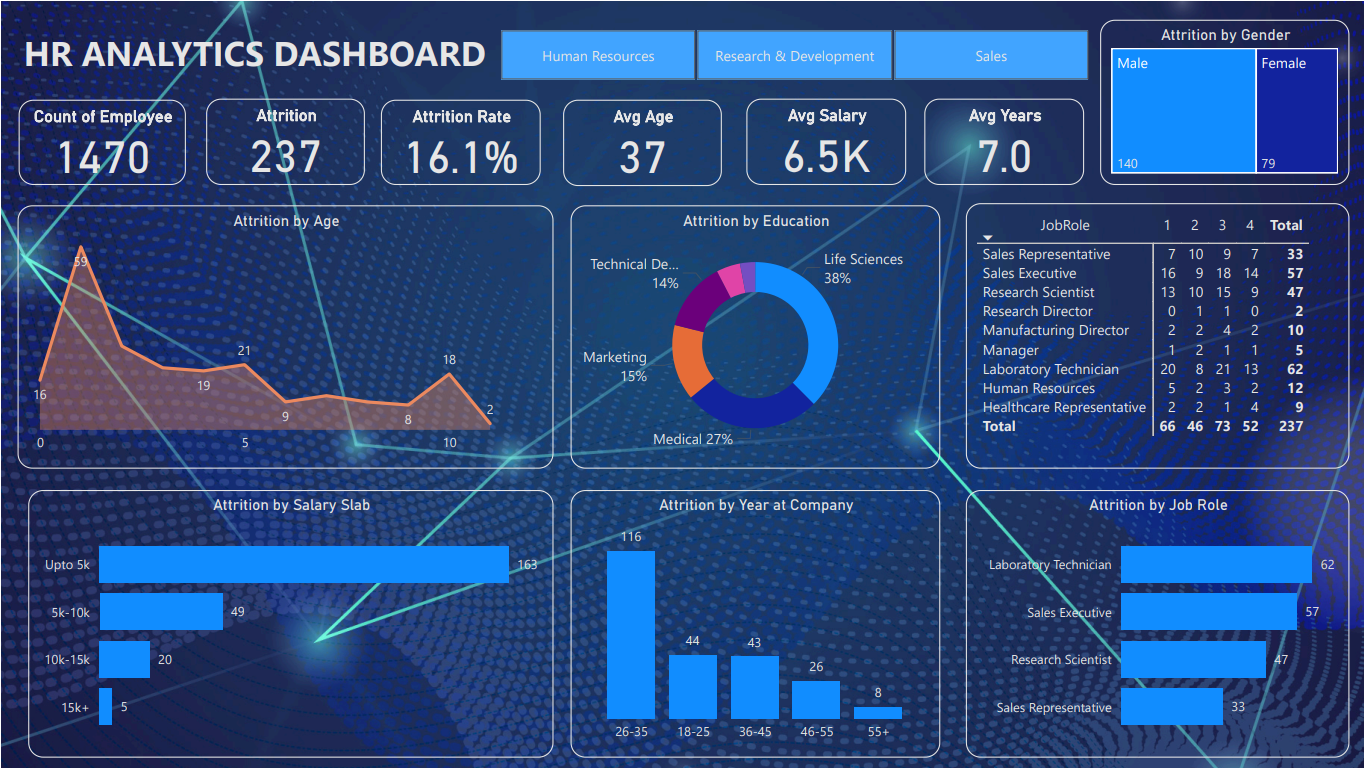 HR ANALYTICS DASHBOARD
Human Resources
Research & Development
Sales
Attrition by Gender
Male
Female
140
79
Count of Employee
1470
Attrition
237
Attrition Rate
16.1%
Avg Age
37
Avg Salary
6.5K
Avg Years
7.0
Attrition by Age
59
16
19
21
9
8
18
2
0
5
10
Attrition by Education
Life Sciences
38%
Technical De...
14%
Marketing
15%
Medical 27%
JobRole 1 2 3 4 Total
Sales Representative 7 10 9 7 33
Sales Executive 16 9 18 14 57
Research Scientist 13 10 15 9 47
Research Director 0 1 1 0 2
Manufacturing Director 2 2 4 2 10
Manager 1 2 1 1 5
Laboratory Technician 20 8 21 13 62
Human Resources 5 2 3 2 12
Healthcare Representative 2 2 1 4 9
Total 66 46 73 52 237
Attrition by Salary Slab
Upto 5k 163
5k-10k 49
10k-15k 20
15k+ 5
Attrition by Year at Company
116
44
43
26
8
26-35 18-25 36-45 46-55 55+
Attrition by Job Role
Laboratory Technician 62
Sales Executive 57
Research Scientist 47
Sales Representative 33